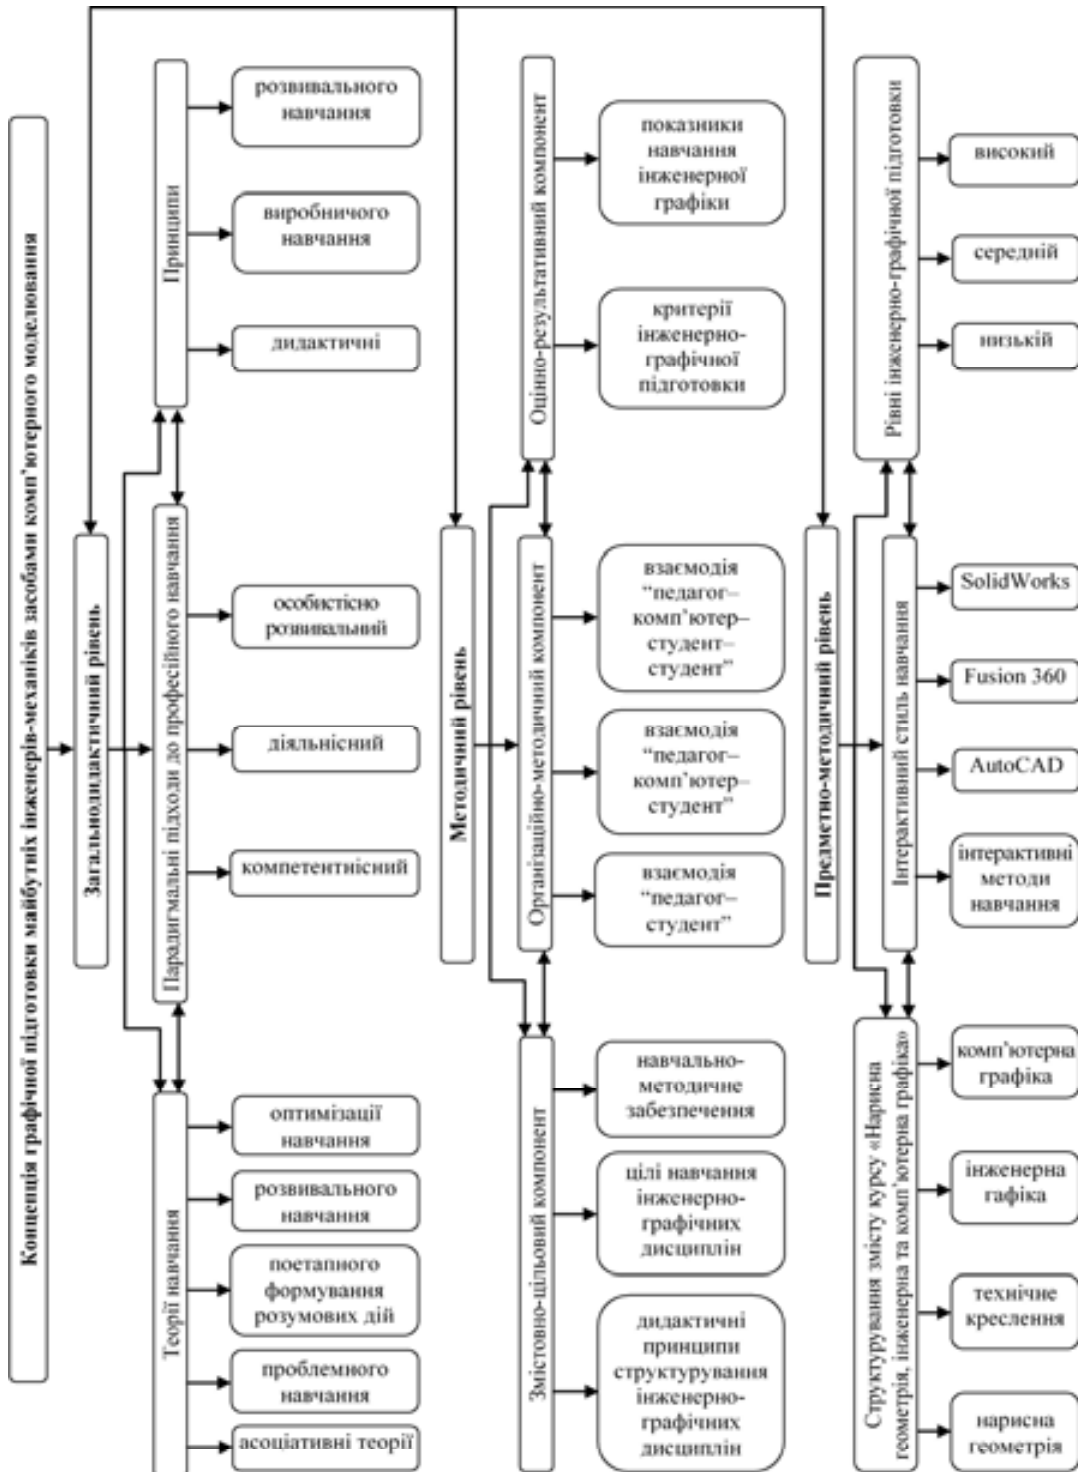 Концепція графічної підготовки майбутніх інженерів-механіків засобами комп’ютерного моделювання
Загальнодидактичний рівень
Принципи
розвивального
навчання
виробничого
навчання
дидактичні
Парадигмальні підходи до професійного навчання
особистісно
розвивальний
діяльнісний
компетентнісний
Теорії навчання
оптимізації
навчання
розвивального
навчання
поетапного
формування
розумових дій
проблемного
навчання
асоціативні теорії
Методичний рівень
Оцінно-результативний компонент
показники
навчання
інженерної
графіки
критерії
інженерно-
графічної
підготовки
Організаційно-методичний компонент
взаємодія
“педагог–
комп’ютер–
студент–
студент”
взаємодія
“педагог–
комп’ютер–
студент”
взаємодія
“педагог–
студент”
Змістовно-цільовий компонент
навчально-
методичне
забезпечення
цілі навчання
інженерно-
графічних
дисциплін
дидактичні
принципи
структурування
інженерно-
графічних
дисциплін
Предметно-методичний рівень
Рівні інженерно-графічної підготовки
високий
середній
низькій
Інтерактивний стиль навчання
SolidWorks
Fusion 360
AutoCAD
інтерактивні
методи
навчання
Структурування змісту курсу «Нарисна
геометрія, інженерна та комп’ютерна графіка»
комп’ютерна
графіка
інженерна
гафіка
технічне
креслення
нарисна
геометрія